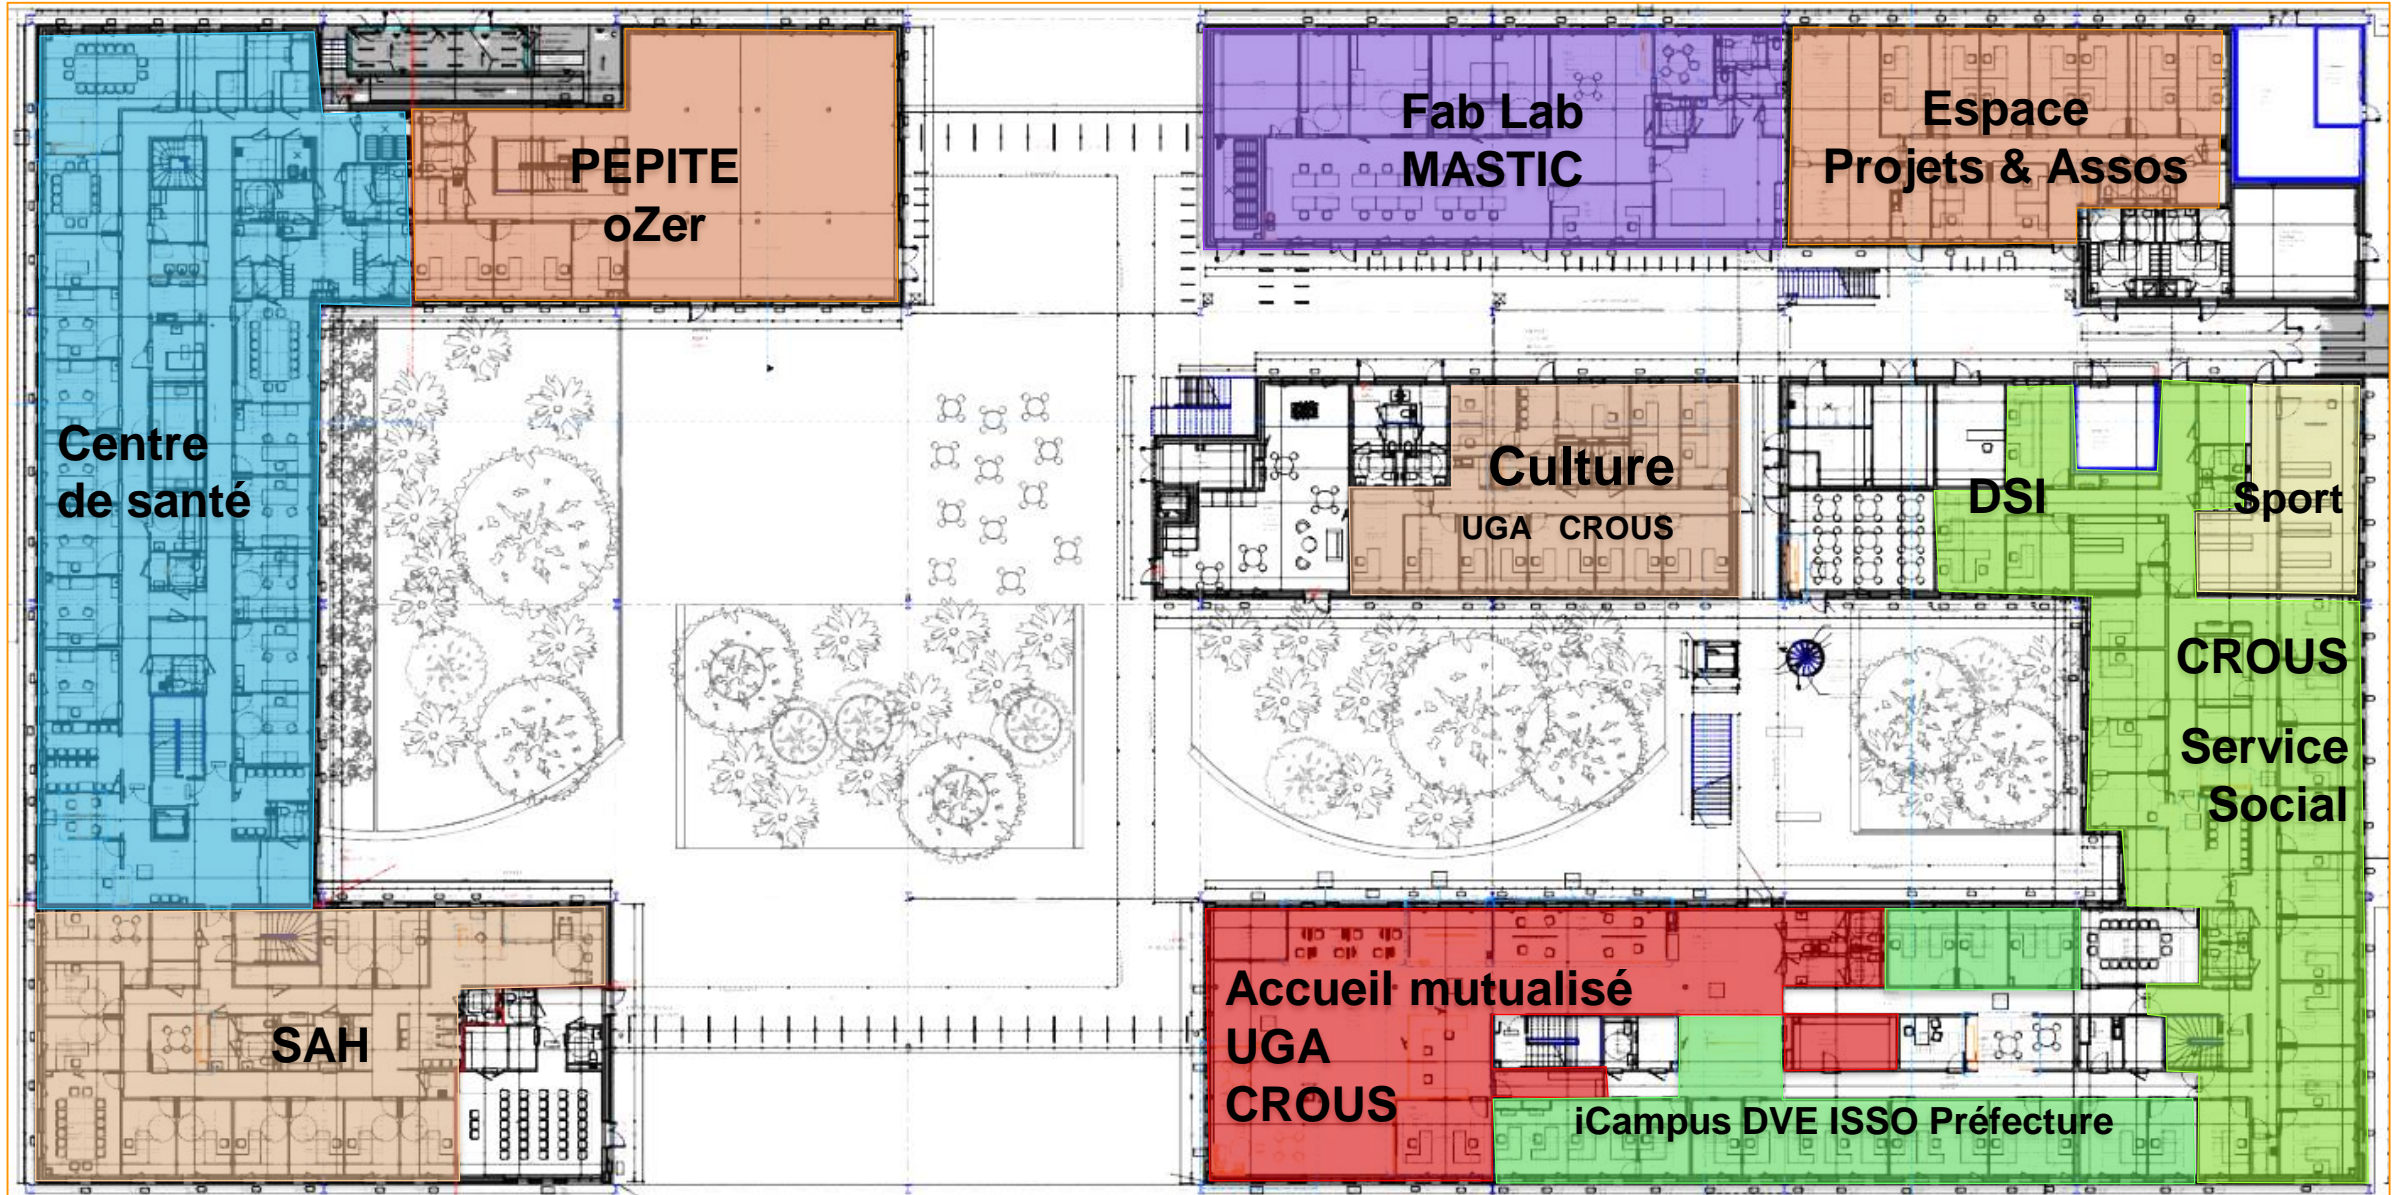 PEPITE
oZer
Fab Lab
MASTIC
Espace
Projets & Assos
Centre
de santé
Culture
UGA CROUS
DSI
Sport
CROUS
Service
Social
SAH
Accueil mutualisé
UGA
CROUS
iCampus DVE ISSO Préfecture